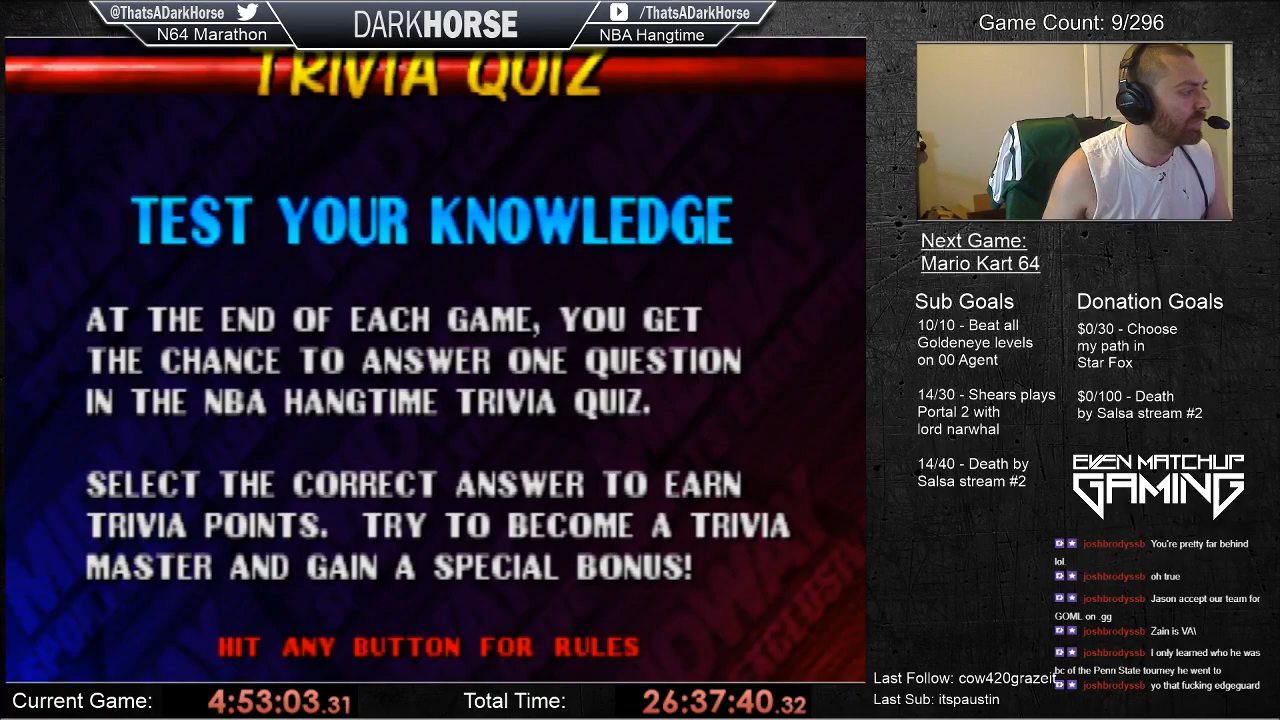 @ThatsADarkHorse
N64 Marathon
DARKHORSE
/ThatsADarkHorse
NBA Hangtime
Game Count: 9/296
TRIVIA QUIZ
TEST YOUR KNOWLEDGE
AT THE END OF EACH GAME, YOU GET
THE CHANCE TO ANSWER ONE QUESTION
IN THE NBA HANGTIME TRIVIA QUIZ.
SELECT THE CORRECT ANSWER TO EARN
TRIVIA POINTS. TRY TO BECOME A TRIVIA
MASTER AND GAIN A SPECIAL BONUS!
HIT ANY BUTTON FOR RULES
Next Game:
Mario Kart 64
Sub Goals
10/10 - Beat all
Goldeneye levels
on 00 Agent
14/30 - Shears plays
Portal 2 with
lord narwhal
14/40 - Death by
Salsa stream #2
Donation Goals
$0/30 - Choose
my path in
Star Fox
$0/100 - Death
by Salsa stream #2
EVEN MATCHUP
GAMING
joshbrodyssb You're pretty far behind
lol.
joshbrodyssb oh true
joshbrodyssb Jason accept our team for
GOML on .gg
joshbrodyssb Zain is VA\
joshbrodyssb I only learned who he was
bc of the Penn State tourney he went to
joshbrodyssb yo that fucking edgeguard
Last Follow: cow420grazeit
Last Sub: itspaustin
Current Game: 4:53:03.31
Total Time: 26:37:40.32